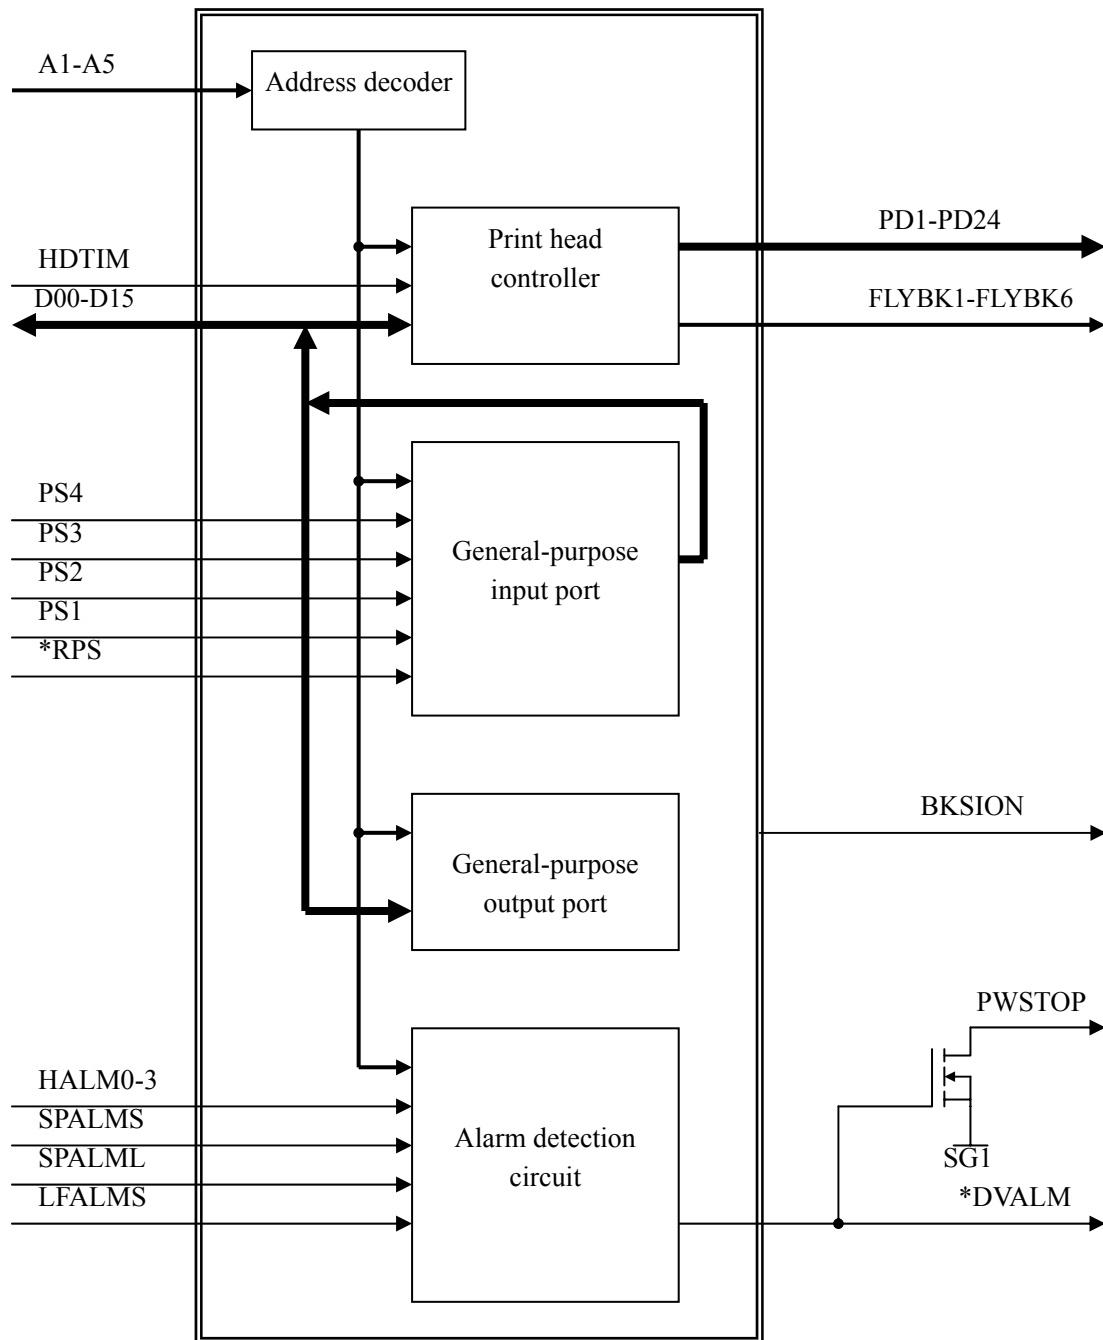 A1-A5
Address decoder
PD1-PD24
Print head
controller
HDTIM
D00-D15
FLYBK1-FLYBK6
PS4
PS3
General-purpose
input port
PS2
PS1
*RPS
BKSION
General-purpose
output port
PWSTOP
HALM0-3
SPALMS
Alarm detection
circuit
SPALML
SG1
LFALMS
*DVALM